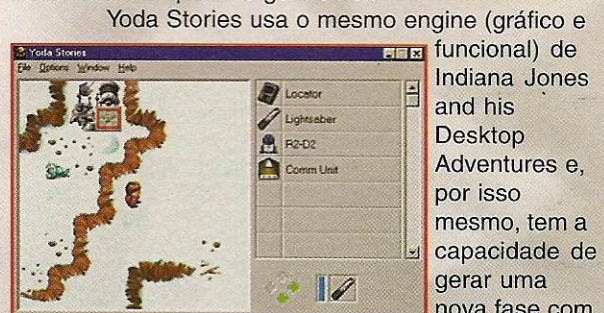 Yoda Stories usa o mesmo engine (gráfico e
Yoda Stories
File Options Window Help
Locator
Lightsaber
R2-D2
Comm Unit
funcional) de
Indiana Jones
and his
Desktop
Adventures e,
por isso
mesmo, tem a
capacidade de
gerar uma
nova fase com